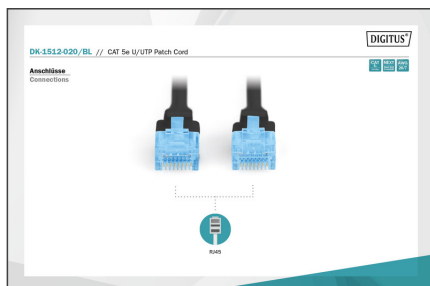 DIGITUS®
DK-1512-020/BL // CAT 5e U/UTP Patch Cord
Anschlüsse
Connections
RJ45